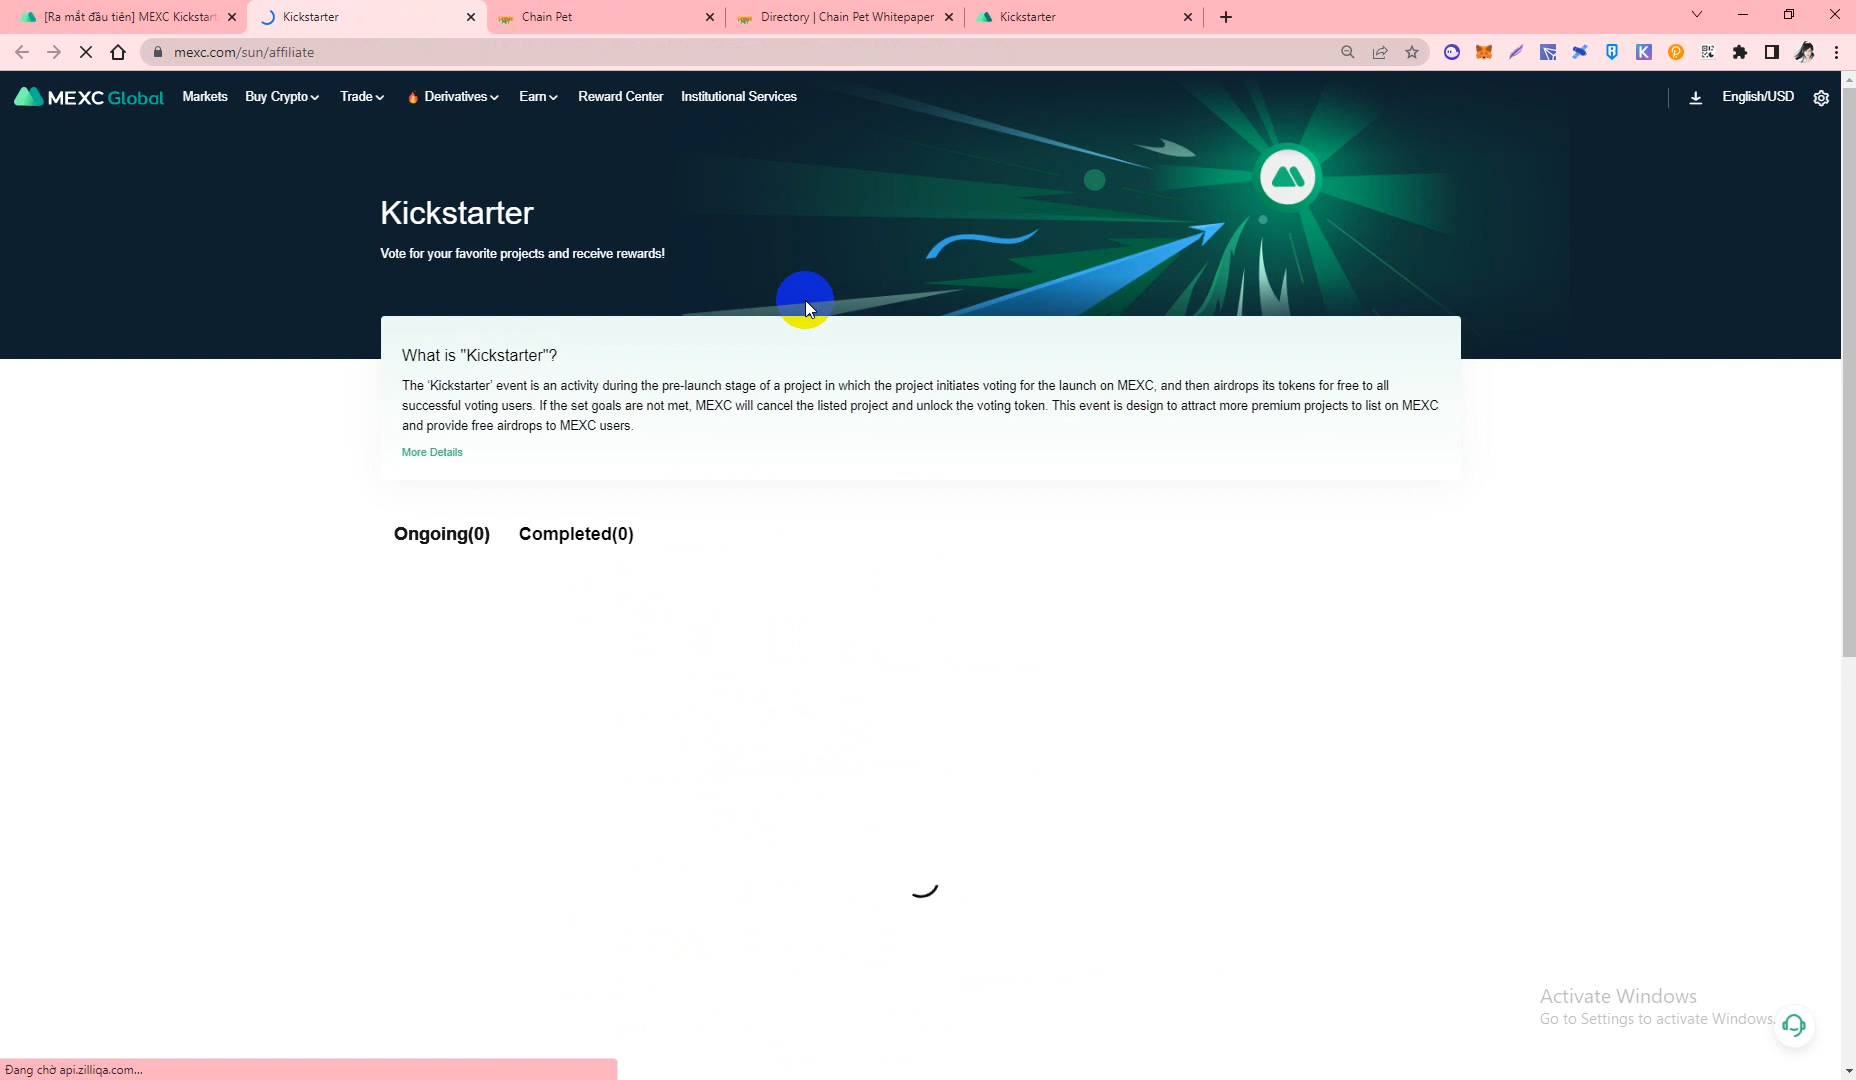 [Ra mắt đầu tiên] MEXC Kickstart
Kickstarter
Chain Pet
Directory | Chain Pet Whitepaper
Kickstarter
mexc.com/sun/affiliate
MEXC Global
Markets
Buy Crypto
Trade
Derivatives
Earn
Reward Center
Institutional Services
English/USD
Kickstarter
Vote for your favorite projects and receive rewards!
What is "Kickstarter"?
The ‘Kickstarter’ event is an activity during the pre-launch stage of a project in which the project initiates voting for the launch on MEXC, and then airdrops its tokens for free to all
successful voting users. If the set goals are not met, MEXC will cancel the listed project and unlock the voting token. This event is design to attract more premium projects to list on MEXC
and provide free airdrops to MEXC users.
More Details
Ongoing(0)
Completed(0)
Activate Windows
Go to Settings to activate Windows.
Đang chờ api.zilliqa.com...